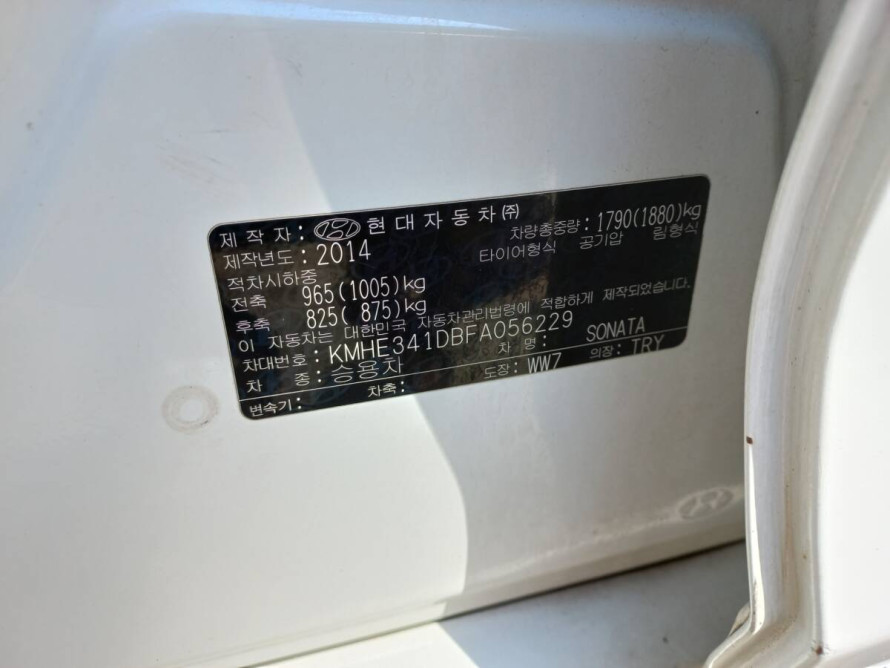 제 작 자 : 현대자동차㈜ 차량총중량 : 1790(1880)kg
제작년도 : 2014 타이어형식 공기압 림형식
적차시하중
전축 965(1005)kg
후축 825( 875)kg
이 자동차는 대한민국 자동차관리법령에 적합하게 제작되었습니다.
차대번호 : KMHE341DBFA056229
차 종 : 승용차 차 명 : SONATA
변속기 : 차축 : 도장 : WW7 의장 : TRY